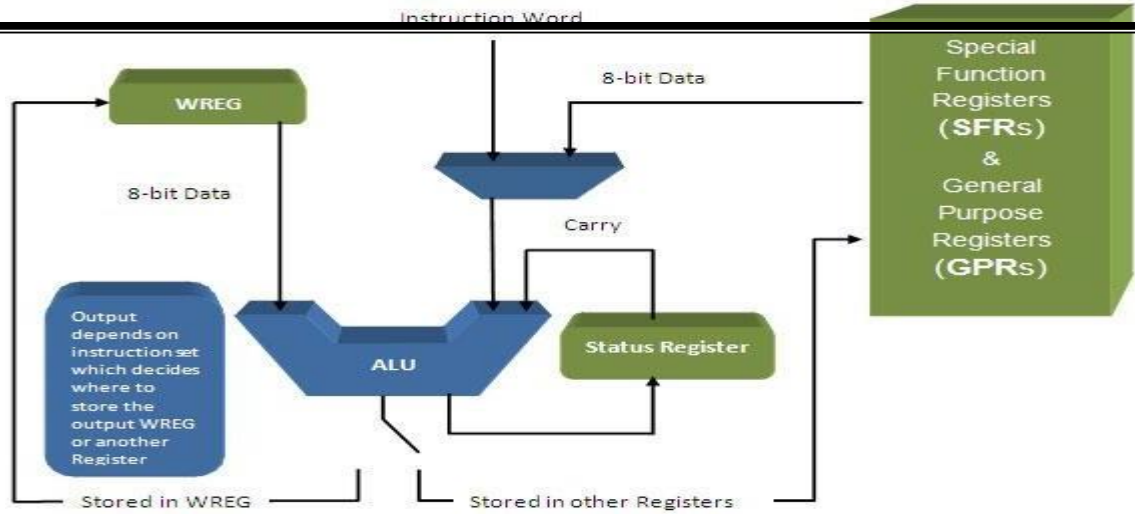 Instruction Word
Special
Function
Registers
(SFRs)
&
General
Purpose
Registers
(GPRs)
8-bit Data
WREG
8-bit Data
Carry
Output
depends on
instruction set
which decides
where to
store the
output WREG
or another
Register
ALU
Status Register
Stored in WREG
Stored in other Registers